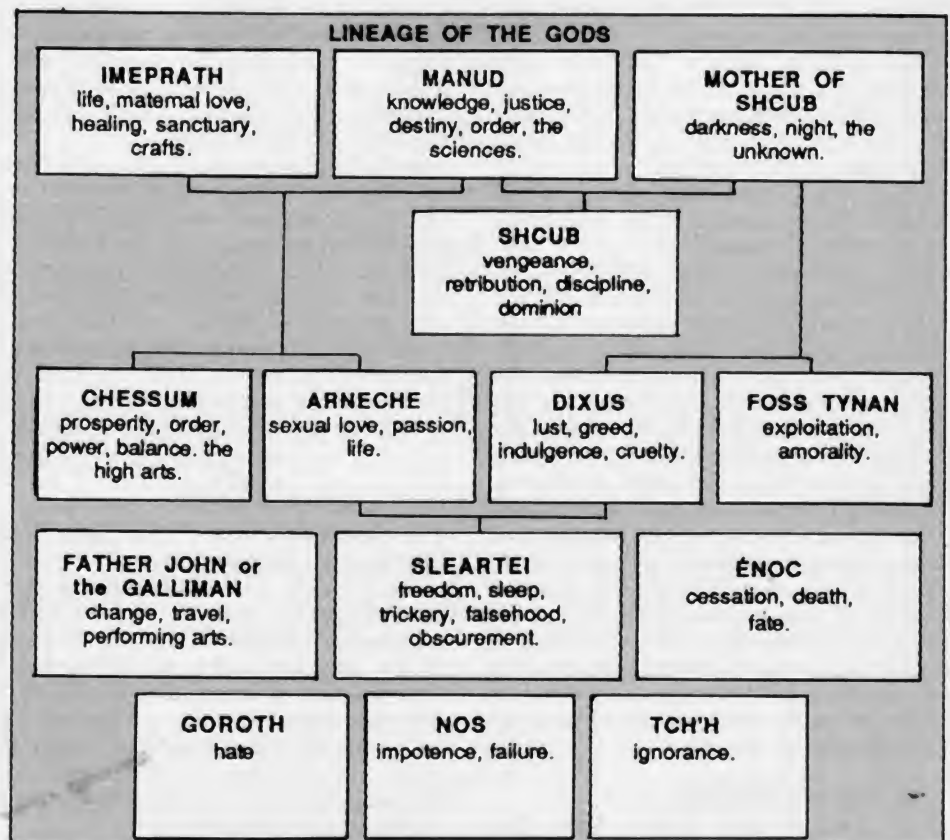 LINEAGE OF THE GODS
IMEPRATH
life, maternal love,
healing, sanctuary,
crafts.
MANUD
knowledge, justice,
destiny, order, the
sciences.
MOTHER OF
SHCUB
darkness, night, the
unknown.
SHCUB
vengeance,
retribution, discipline,
dominion
CHESSUM
prosperity, order,
power, balance. the
high arts.
ARNECHE
sexual love, passion,
life.
DIXUS
lust, greed,
indulgence, cruelty.
FOSS TYNAN
exploitation,
amorality.
FATHER JOHN or
the GALLIMAN
change, travel,
performing arts.
SLEARTEI
freedom, sleep,
trickery, falsehood,
obscurement.
ÉNOC
cessation, death,
fate.
GOROTH
hate
NOS
impotence, failure.
TCH'H
ignorance.